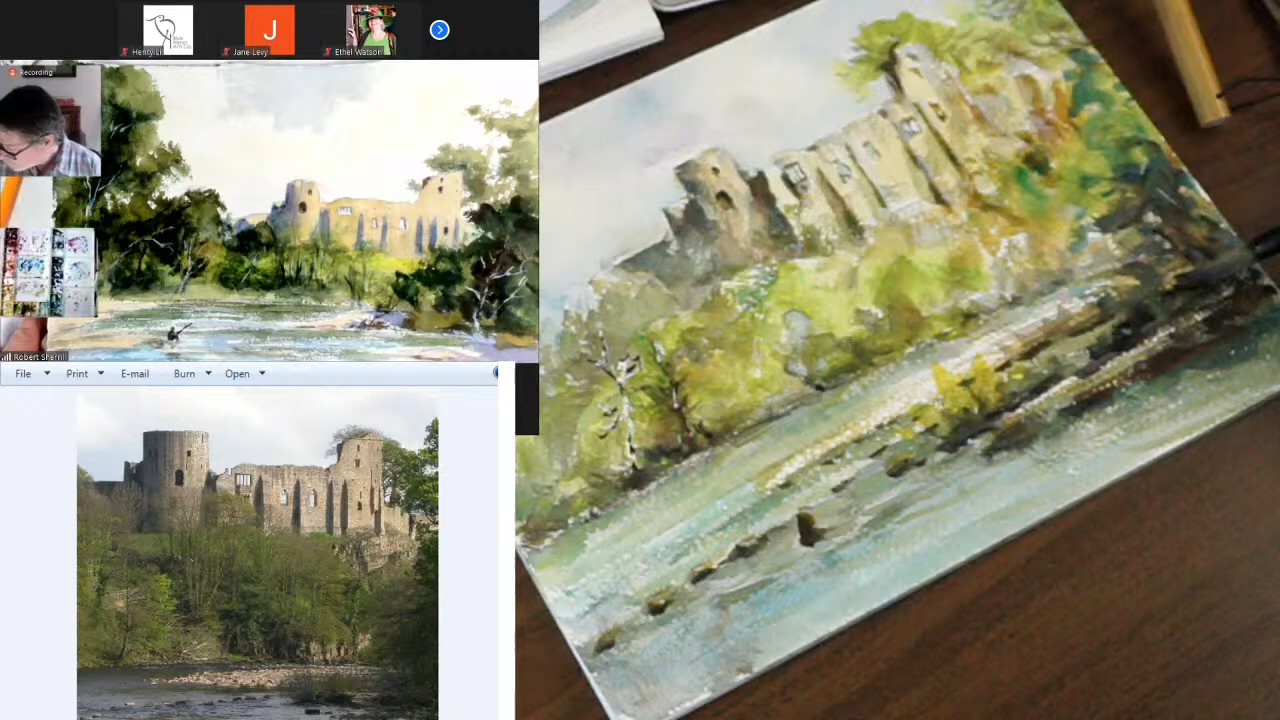 Henry Li
Jane Levy
Ethel Watson
J
Recording
Robert Sherrill
File Print E-mail Burn Open